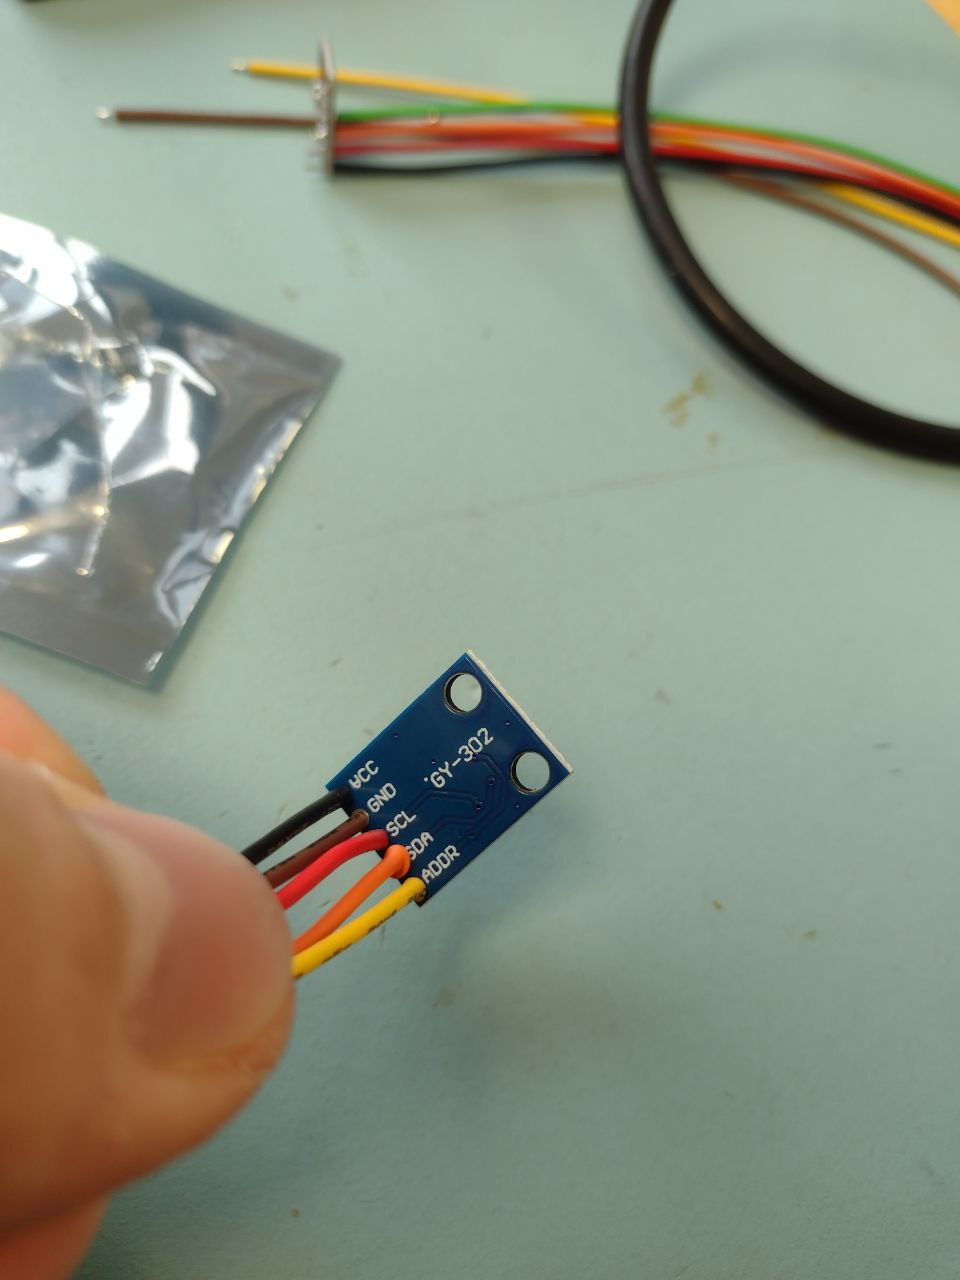 VCC
GND
SCL
SDA
ADDR
GY-302